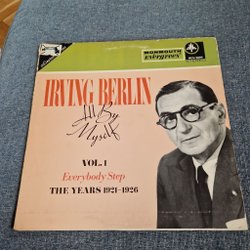 MONMOUTH
evergreen
IRVING BERLIN
All By
Myself
VOL. 1
Everybody Step
THE YEARS 1921-1926